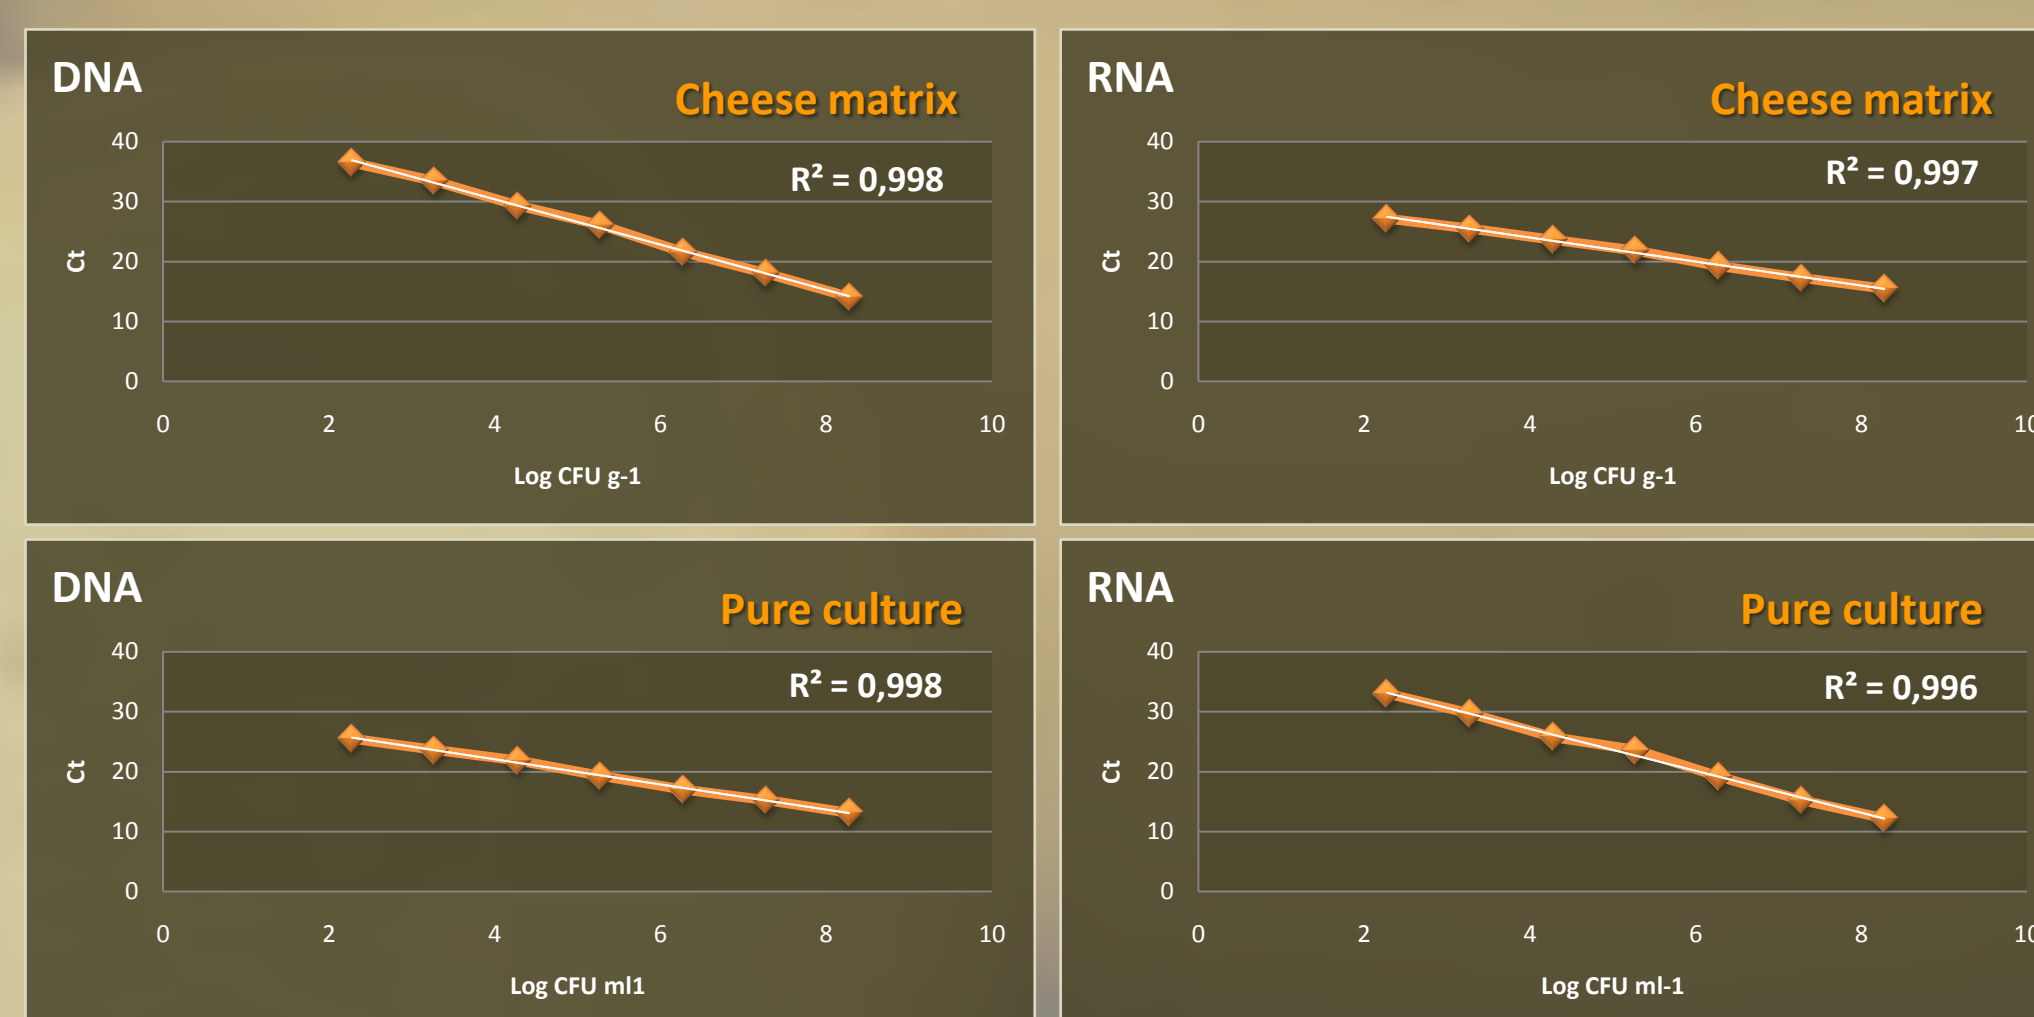 DNA
Cheese matrix
R² = 0,998
40
30
20
10
0
Ct
0 2 4 6 8 10
Log CFU g-1
RNA
Cheese matrix
R² = 0,997
40
30
20
10
0
Ct
0 2 4 6 8 10
Log CFU g-1
DNA
Pure culture
R² = 0,998
40
30
20
10
0
Ct
0 2 4 6 8 10
Log CFU ml1
RNA
Pure culture
R² = 0,996
40
30
20
10
0
Ct
0 2 4 6 8 10
Log CFU ml-1